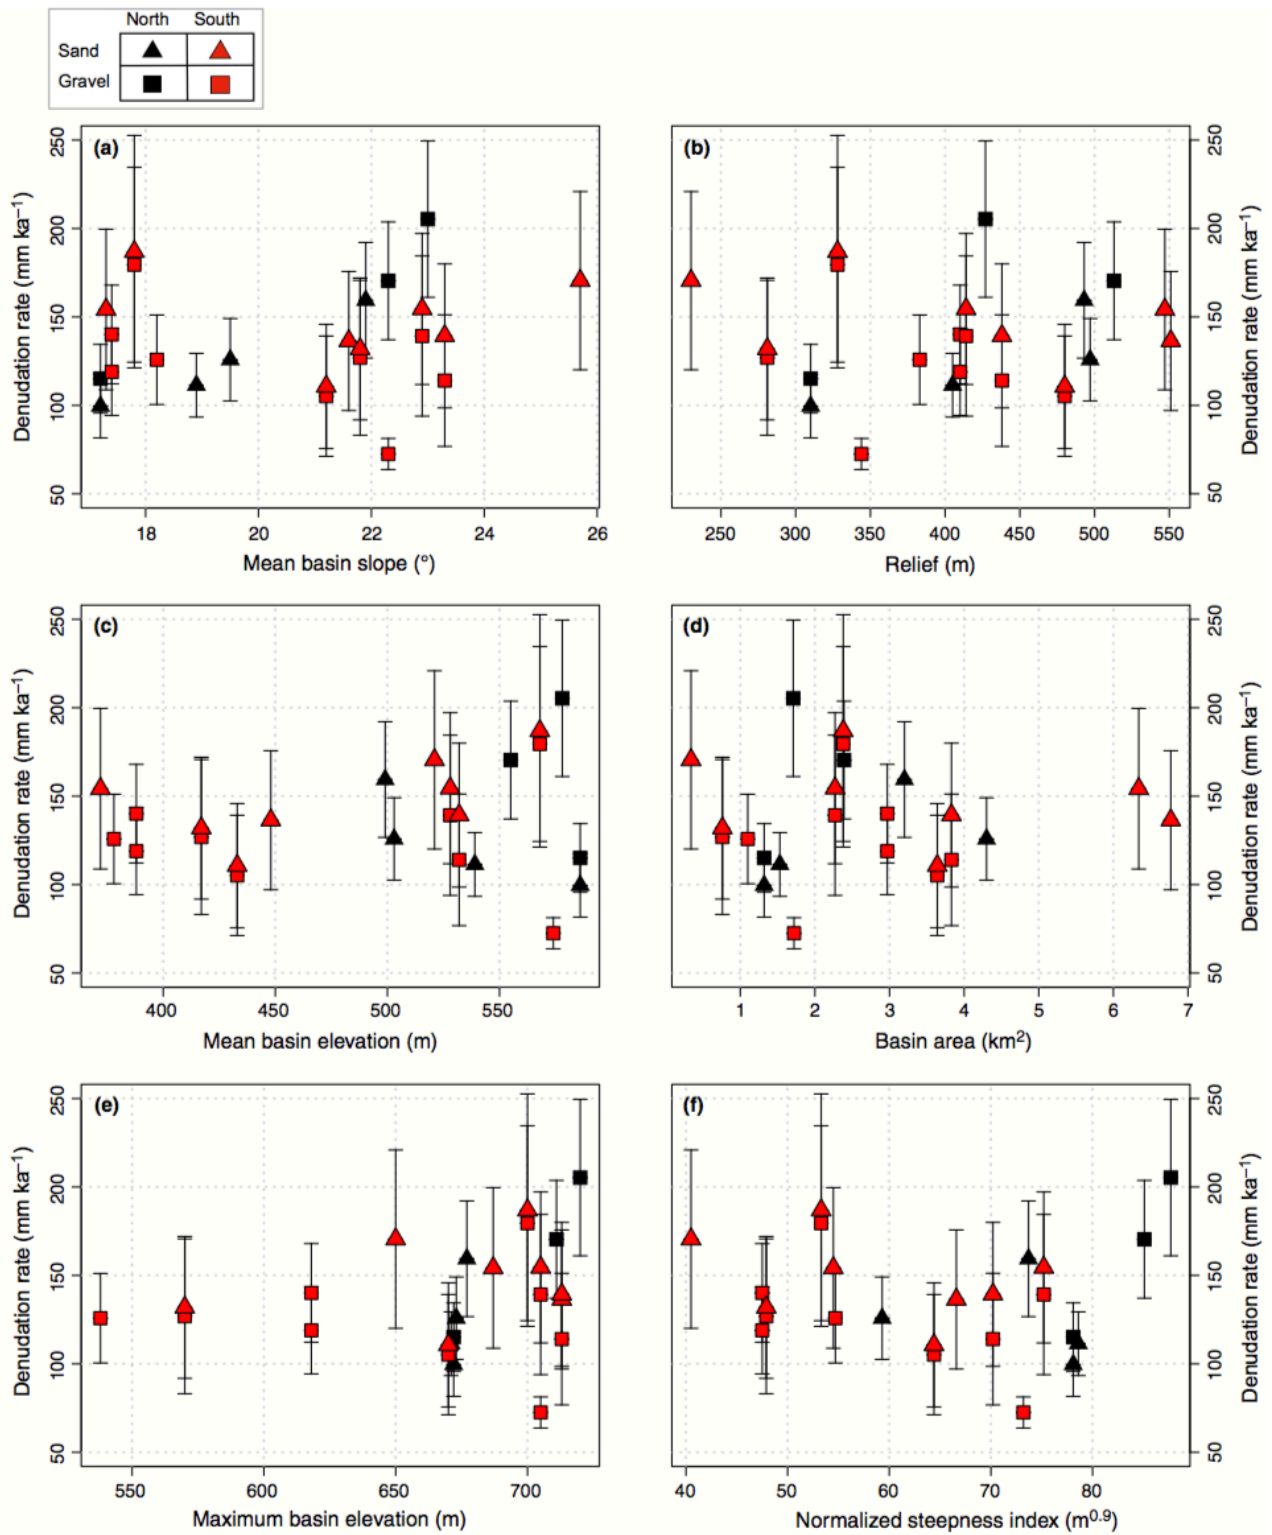 North South
Sand
Gravel
(a)
Denudation rate (mm ka−1)
50 100 150 200 250
18 20 22 24 26
Mean basin slope (°)
(b)
Denudation rate (mm ka−1)
50 100 150 200 250
250 300 350 400 450 500 550
Relief (m)
(c)
Denudation rate (mm ka−1)
50 100 150 200 250
400 450 500 550
Mean basin elevation (m)
(d)
Denudation rate (mm ka−1)
50 100 150 200 250
1 2 3 4 5 6 7
Basin area (km2)
(e)
Denudation rate (mm ka−1)
50 100 150 200 250
550 600 650 700
Maximum basin elevation (m)
(f)
Denudation rate (mm ka−1)
50 100 150 200 250
40 50 60 70 80
Normalized steepness index (m0.9)